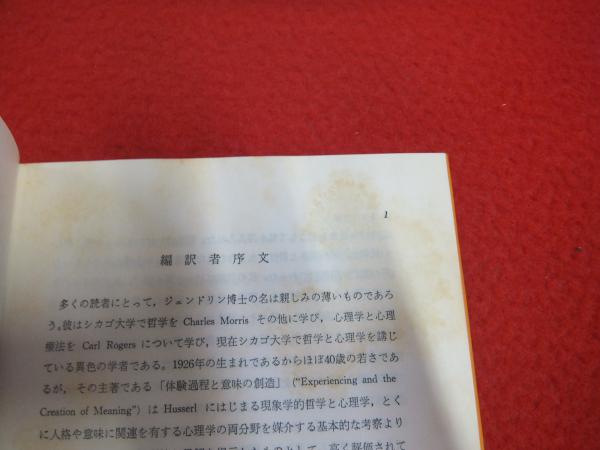 1
編訳者序文
多くの読者にとって，ジェンドリン博士の名は親しみの薄いものであろ
う。彼はシカゴ大学で哲学を Charles Morris その他に学び，心理学と心理
療法を Carl Rogers について学び，現在シカゴ大学で哲学と心理学を講じ
ている異色の学者である。1926年の生まれであるからほぼ40歳の若さであ
るが，その主著である「体験過程と意味の創造」(“Experiencing and the
Creation of Meaning”) は Husserl にはじまる現象学的哲学と心理学，とく
に人格や意味に関連を有する心理学の両分野を媒介する基本的な考察より
として，高く評価されて